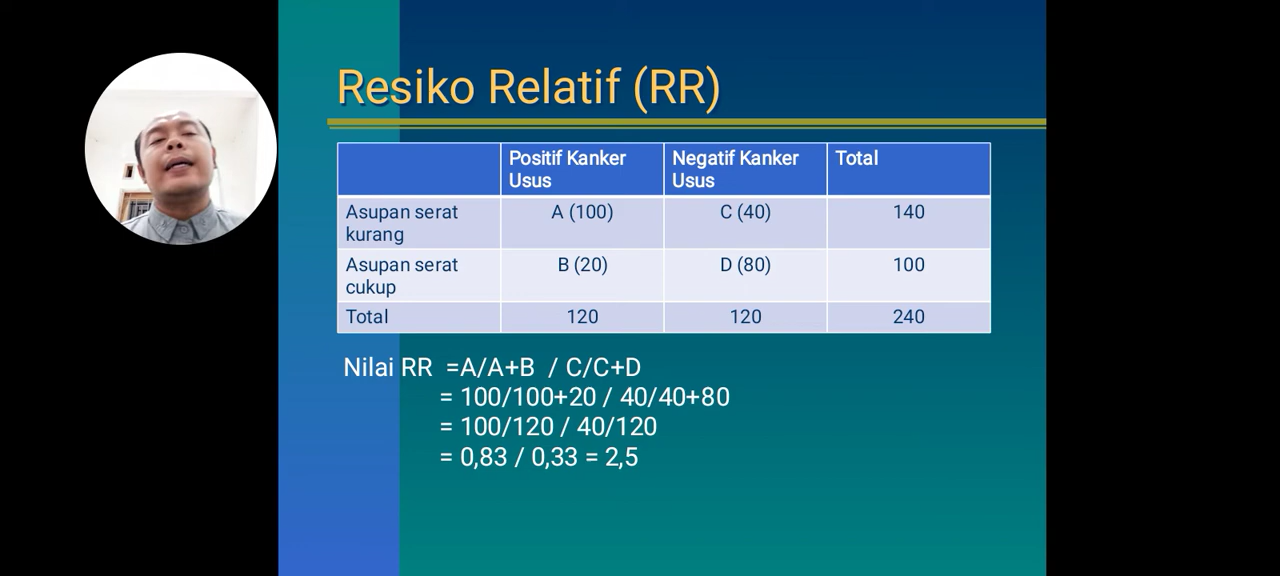 Resiko Relatif (RR)
Positif Kanker Usus
Negatif Kanker Usus
Total
Asupan serat kurang
A (100)
C (40)
140
Asupan serat cukup
B (20)
D (80)
100
Total
120
120
240
Nilai RR =A/A+B / C/C+D
= 100/100+20 / 40/40+80
= 100/120 / 40/120
= 0,83 / 0,33 = 2,5